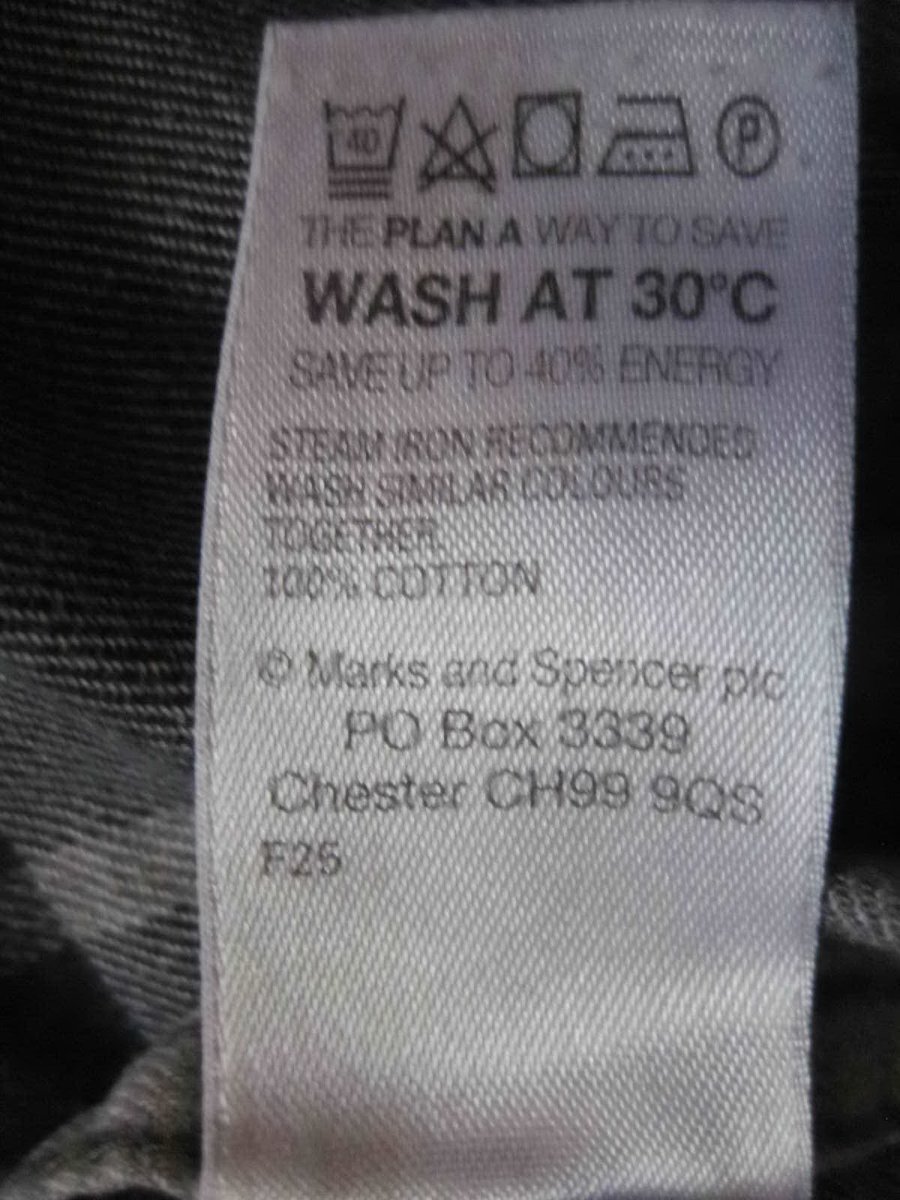 40 P
THE PLAN A WAY TO SAVE
WASH AT 30°C
SAVE UP TO 40% ENERGY
STEAM IRON RECOMMENDED
WASH SIMILAR COLOURS
TOGETHER.
100% COTTON
© Marks and Spencer plc
PO Box 3339
Chester CH99 9QS
F25